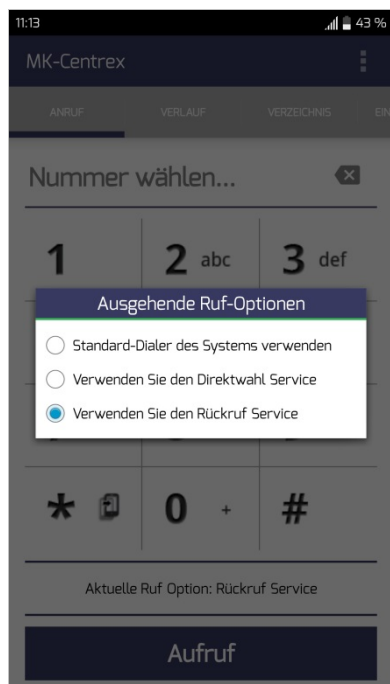 11:13 43 %
MK-Centrex
ANRUF VERLAUF VERZEICHNIS EIN
Nummer wählen...
1 2 abc 3 def
Ausgehende Ruf-Optionen
Standard-Dialer des Systems verwenden
Verwenden Sie den Direktwahl Service
Verwenden Sie den Rückruf Service
* 0 + #
Aktuelle Ruf Option: Rückruf Service
Aufruf